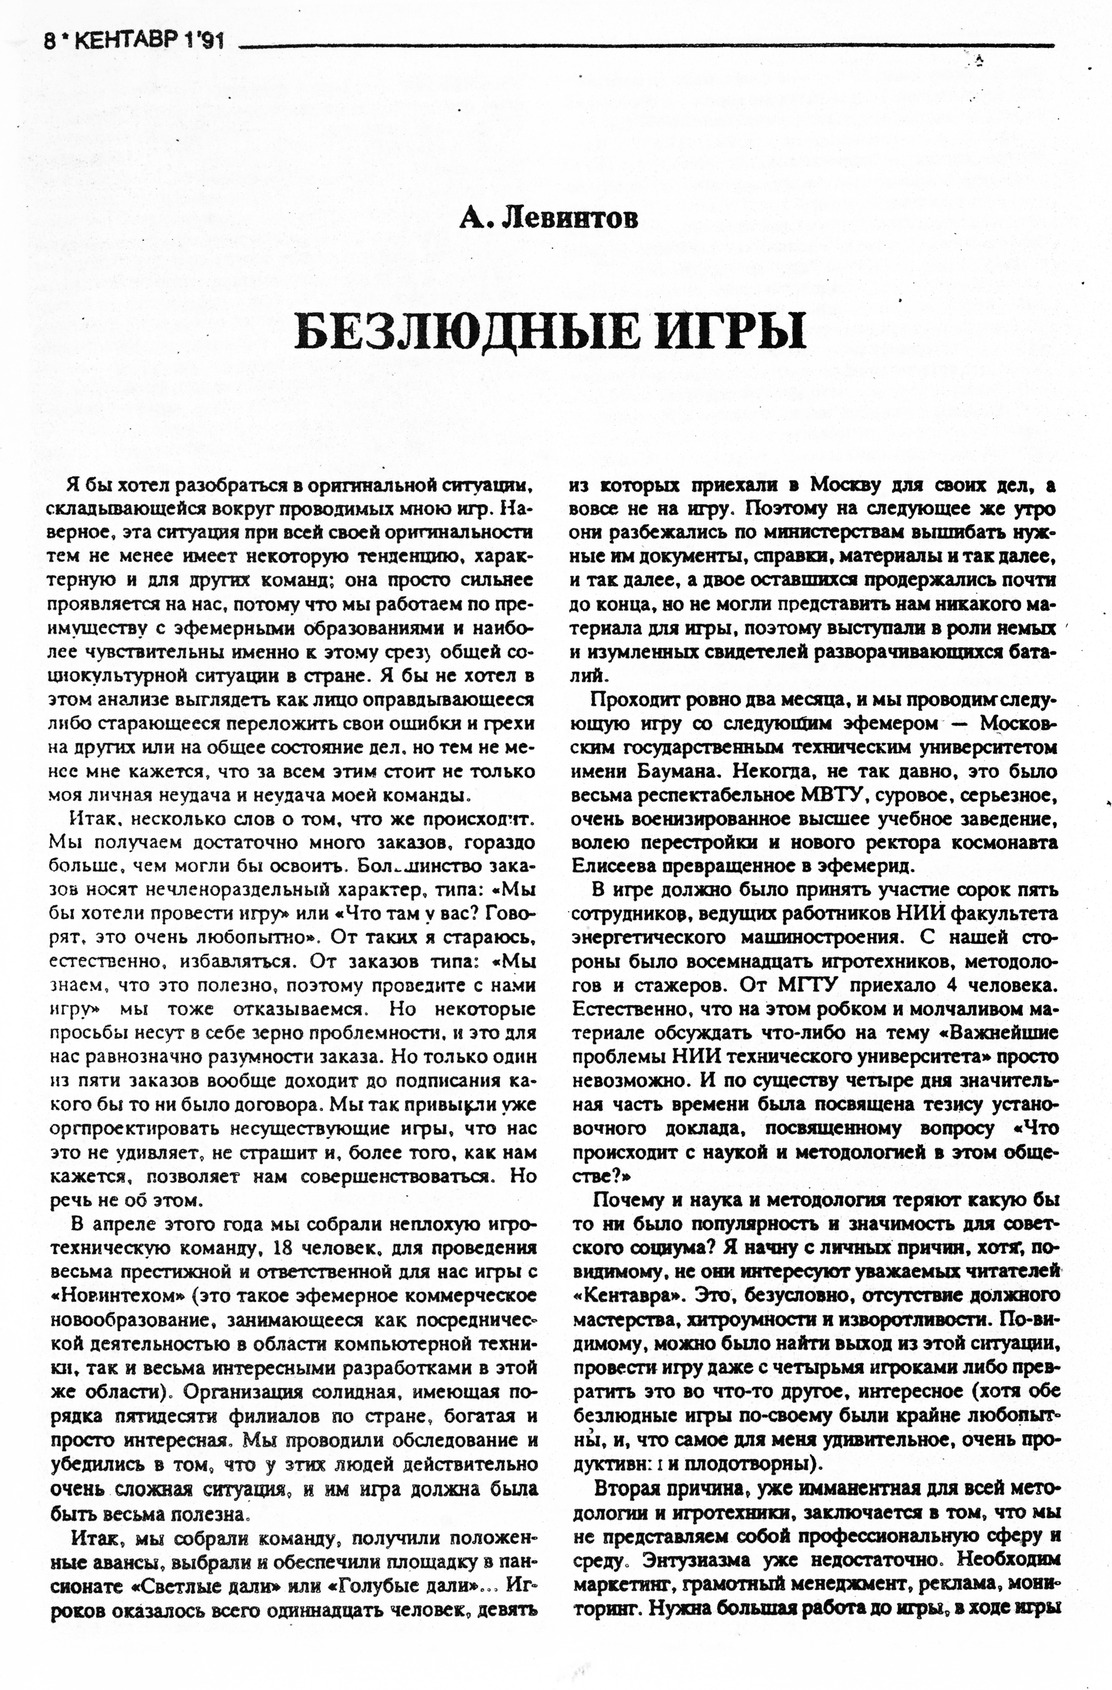 8 * КЕНТАВР 1'91
А. Левинтов
БЕЗЛЮДНЫЕ ИГРЫ
Я бы хотел разобраться в оригинальной ситуации,
складывающейся вокруг проводимых мною игр. На-
верное, эта ситуация при всей своей оригинальности
тем не менее имеет некоторую тенденцию, харак-
терную и для других команд; она просто сильнее
проявляется на нас, потому что мы работаем по пре-
имуществу с эфемерными образованиями и наибо-
лее чувствительны именно к этому срезу общей со-
циокультурной ситуации в стране. Я бы не хотел в
этом анализе выглядеть как лицо оправдывающееся
либо старающееся переложить свои ошибки и грехи
на других или на общее состояние дел, но тем не ме-
нее мне кажется, что за всем этим стоит не только
моя личная неудача и неудача моей команды.
Итак, несколько слов о том, что же происходит.
Мы получаем достаточно много заказов, гораздо
больше, чем могли бы освоить. Большинство зака-
зов носят нечленораздельный характер, типа: «Мы
бы хотели провести игру» или «Что там у вас? Гово-
рят, это очень любопытно». От таких я стараюсь,
естественно, избавляться. От заказов типа: «Мы
знаем, что это полезно, поэтому проведите с нами
игру» мы тоже отказываемся. Но некоторые
просьбы несут в себе зерно проблемности, и это для
нас равнозначно разумности заказа. Но только один
из пяти заказов вообще доходит до подписания ка-
кого бы то ни было договора. Мы так привыкли уже
оргпроектировать несуществующие игры, что нас
это не удивляет, не страшит и, более того, как нам
кажется, позволяет нам совершенствоваться. Но
речь не об этом.
В апреле этого года мы собрали неплохую игро-
техническую команду, 18 человек, для проведения
весьма престижной и ответственной для нас игры с
«Новинтехом» (это такое эфемерное коммерческое
новообразование, занимающееся как посредничес-
кой деятельностью в области компьютерной техни-
ки, так и весьма интересными разработками в этой
же области). Организация солидная, имеющая по-
рядка пятидесяти филиалов по стране, богатая и
просто интересная. Мы проводили обследование и
убедились в том, что у этих людей действительно
очень сложная ситуация, и им игра должна была
быть весьма полезна.
Итак, мы собрали команду, получили положен-
ные авансы, выбрали и обеспечили площадку в пан-
сионате «Светлые дали» или «Голубые дали»... Иг-
роков оказалось всего одиннадцать человек, девять
из которых приехали в Москву для своих дел, а
вовсе не на игру. Поэтому на следующее же утро
они разбежались по министерствам вышибать нуж-
ные им документы, справки, материалы и так далее,
и так далее, а двое оставшихся продержались почти
до конца, но не могли представить нам никакого ма-
териала для игры, поэтому выступали в роли немых
и изумленных свидетелей разворачивающихся бата-
лий.
Проходит ровно два месяца, и мы проводим следу-
ющую игру со следующим эфемером — Москов-
ским государственным техническим университетом
имени Баумана. Некогда, не так давно, это было
весьма респектабельное МВТУ, суровое, серьезное,
очень военизированное высшее учебное заведение,
волею перестройки и нового ректора космонавта
Елисеева превращенное в эфемерид.
В игре должно было принять участие сорок пять
сотрудников, ведущих работников НИИ факультета
энергетического машиностроения. С нашей сто-
роны было восемнадцать игротехников, методоло-
гов и стажеров. От МГТУ приехало 4 человека.
Естественно, что на этом робком и молчаливом ма-
териале обсуждать что-либо на тему «Важнейшие
проблемы НИИ технического университета» просто
невозможно. И по существу четыре дня значитель-
ная часть времени была посвящена тезису устано-
вочного доклада, посвященному вопросу «Что
происходит с наукой и методологией в этом обще-
стве?»
Почему и наука и методология теряют какую бы
то ни было популярность и значимость для совет-
ского социума? Я начну с личных причин, хотя, по-
видимому, не они интересуют уважаемых читателей
«Кентавра». Это, безусловно, отсутствие должного
мастерства, хитроумности и изворотливости. По-ви-
димому, можно было найти выход из этой ситуации,
провести игру даже с четырьмя игроками либо прев-
ратить это во что-то другое, интересное (хотя обе
безлюдные игры по-своему были крайне любопыт-
ны, и, что самое для меня удивительное, очень про-
дуктивны и плодотворны).
Вторая причина, уже имманентная для всей мето-
дологии и игротехники, заключается в том, что мы
не представляем собой профессиональную сферу и
среду. Энтузиазма уже недостаточно. Необходим
маркетинг, грамотный менеджмент, реклама, мони-
торинг. Нужна большая работа до игры, в ходе игры